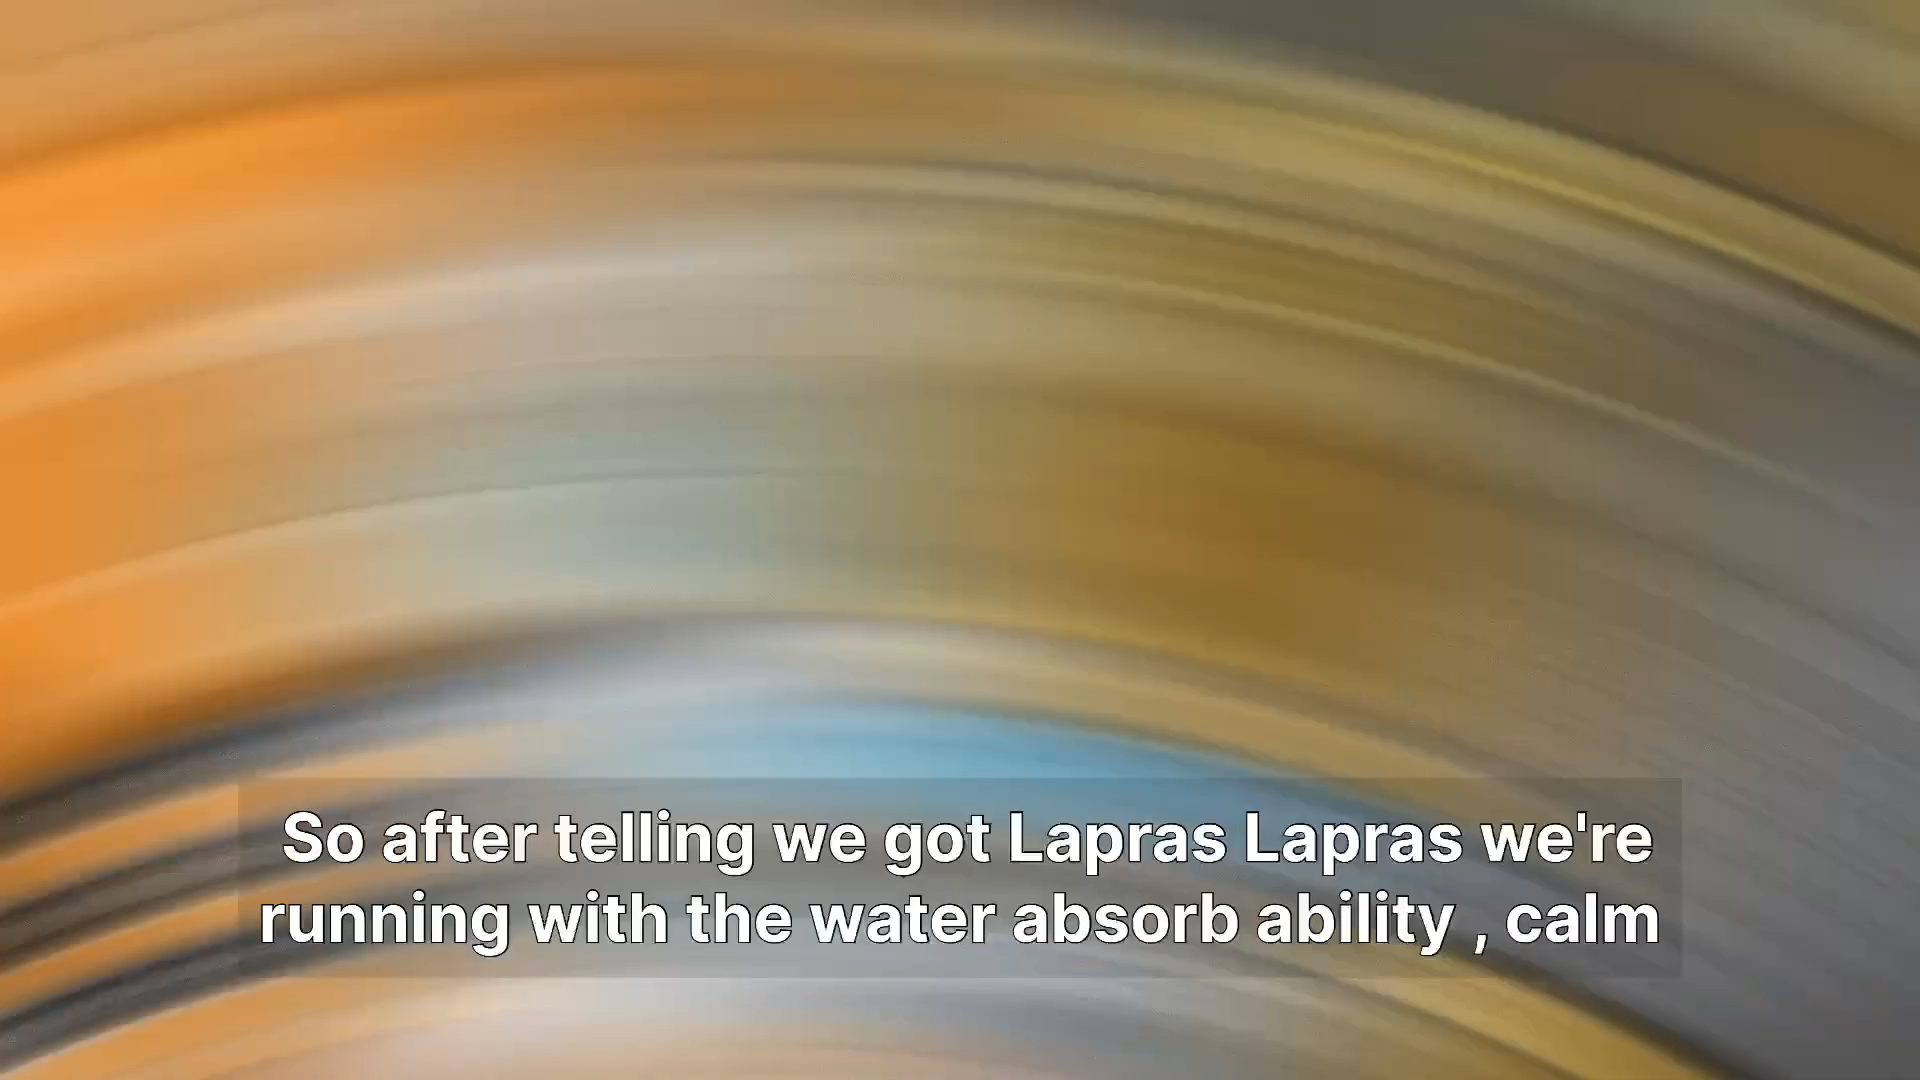 So after telling we got Lapras Lapras we're
running with the water absorb ability , calm